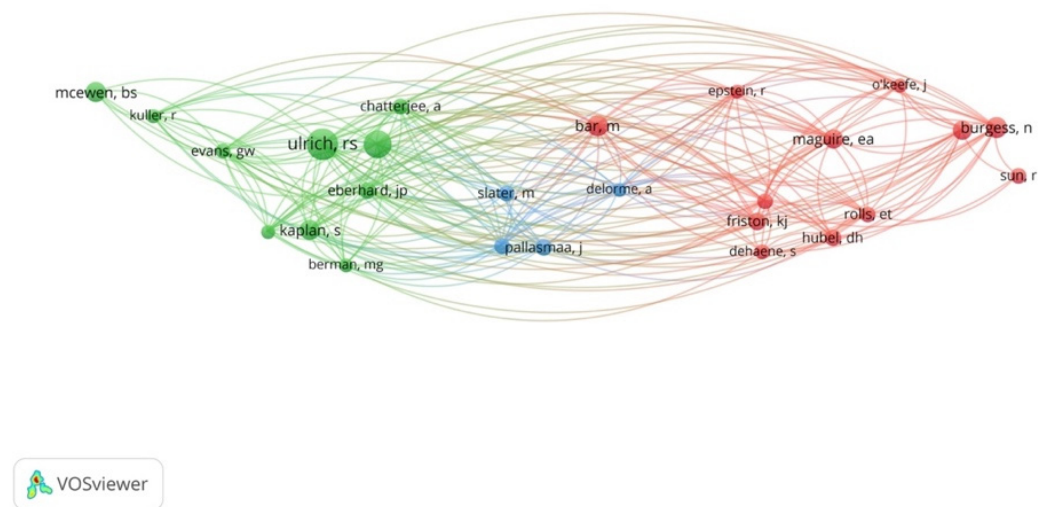 mcewen, bs
kuller, r
evans, gw
chatterjee, a
ulrich, rs
eberhard, jp
kaplan, s
berman, mg
slater, m
delorme, a
pallasmaa, j
bar, m
epstein, r
o'keefe, j
maguire, ea
burgess, n
sun, r
friston, kj
rolls, et
hubel, dh
dehaene, s
VOSviewer